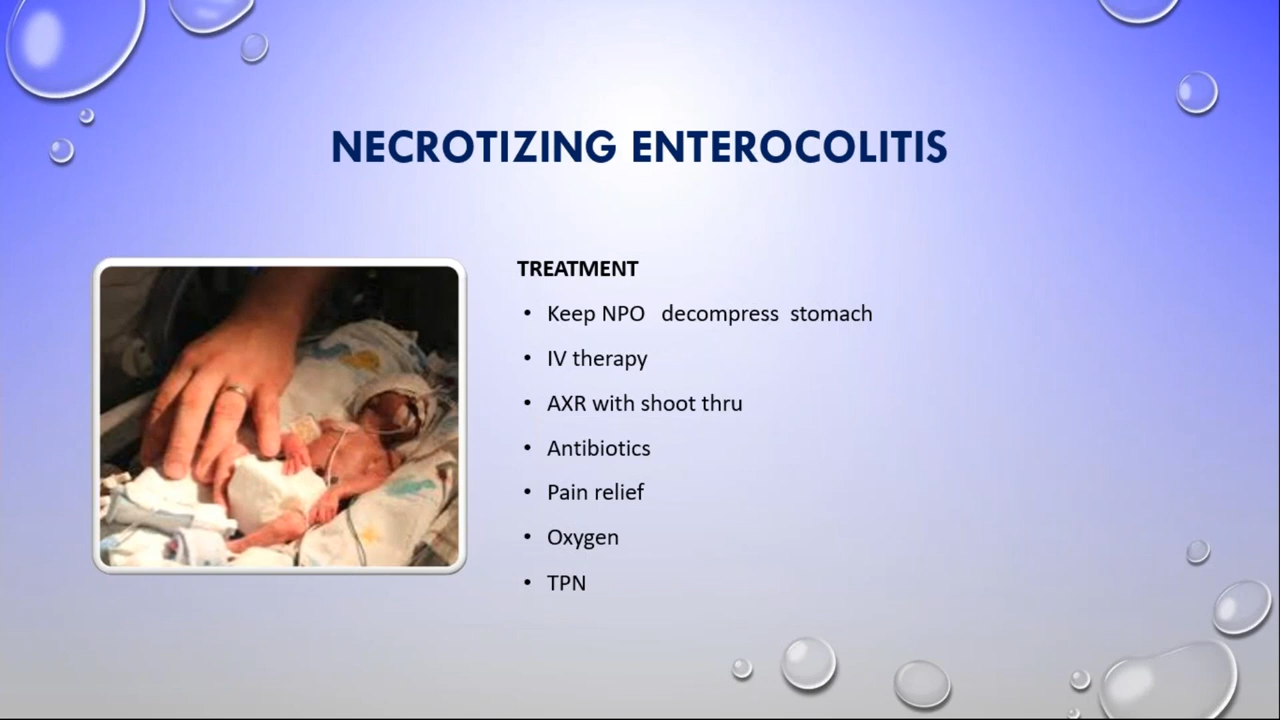 NECROTIZING ENTEROCOLITIS
TREATMENT
• Keep NPO decompress stomach
• IV therapy
• AXR with shoot thru
• Antibiotics
• Pain relief
• Oxygen
• TPN